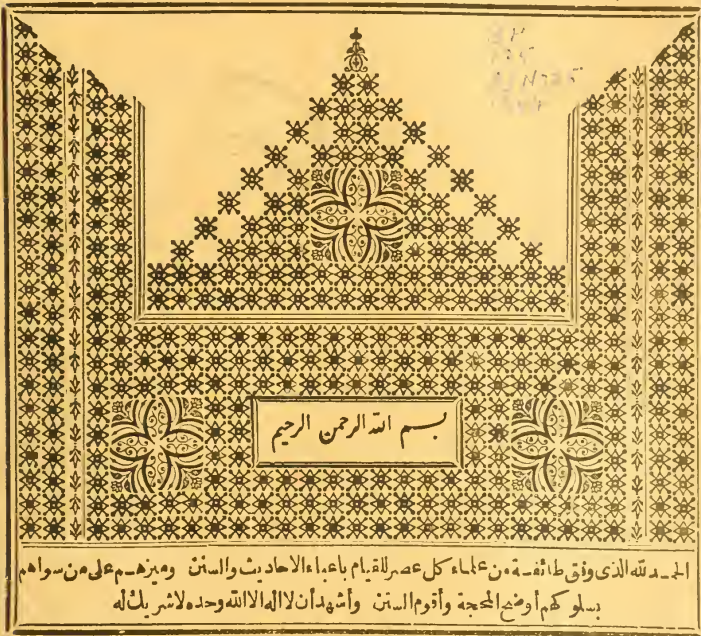 بسم الله الرحمن الرحيم
الحمد لله الذى وفق طائفة من علماء كل عصر للقيام باعباء الاحاديث والسنن وميزهم على من سواهم
بسلوكهم أوضح المحجة وأقوم السنن وأشهد أن لا اله الا الله وحده لا شريك له